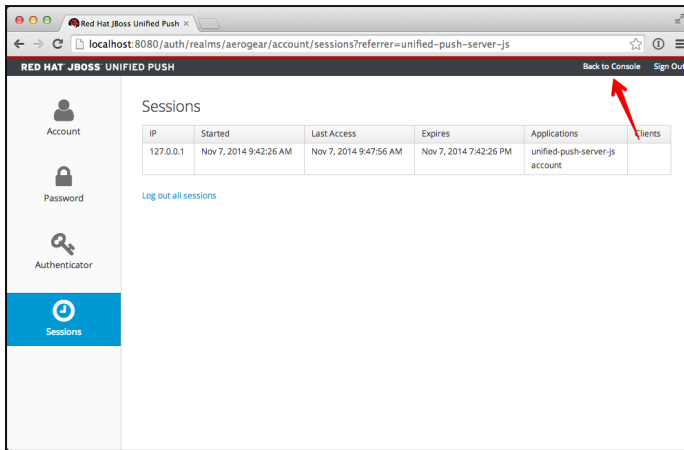 Red Hat JBoss Unified Push
localhost:8080/auth/realms/aerogear/account/sessions?referrer=unified-push-server-js
RED HAT JBOSS UNIFIED PUSH
Back to Console Sign Out
Account
Password
Authenticator
Sessions
Sessions
IP Started Last Access Expires Applications Clients
127.0.0.1 Nov 7, 2014 9:42:26 AM Nov 7, 2014 9:47:56 AM Nov 7, 2014 7:42:26 PM unified-push-server-js
account
Log out all sessions